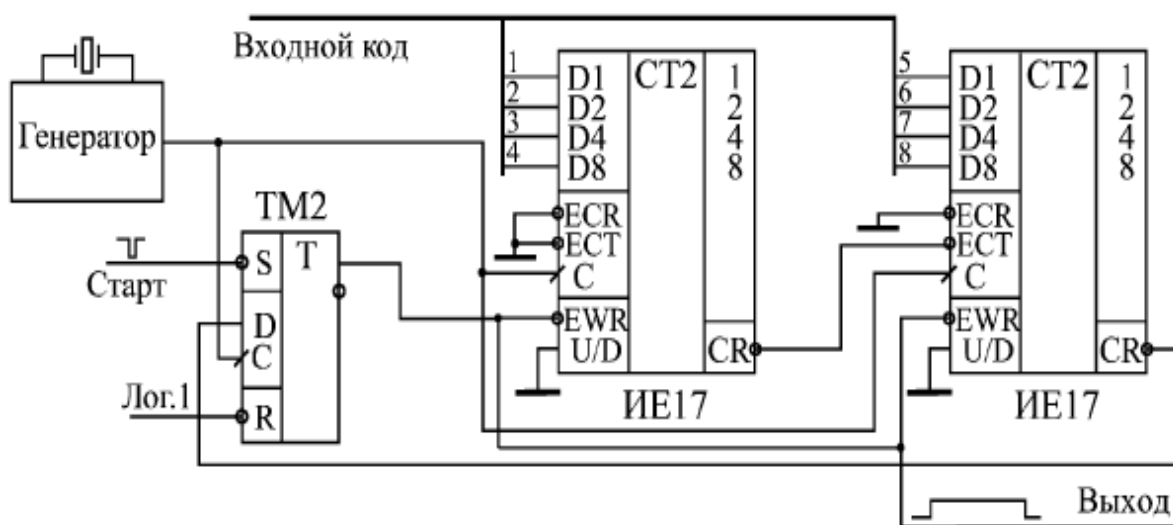 Входной код
Генератор
1 D1 CT2 1
2 D2 2
3 D4 4
4 D8 8
ECR
ECT
C
EWR
U/D CR
ИЕ17
5 D1 CT2 1
6 D2 2
7 D4 4
8 D8 8
ECR
ECT
C
EWR
U/D CR
ИЕ17
ТМ2
S T
Старт
D
C
Лог.1
R
Выход